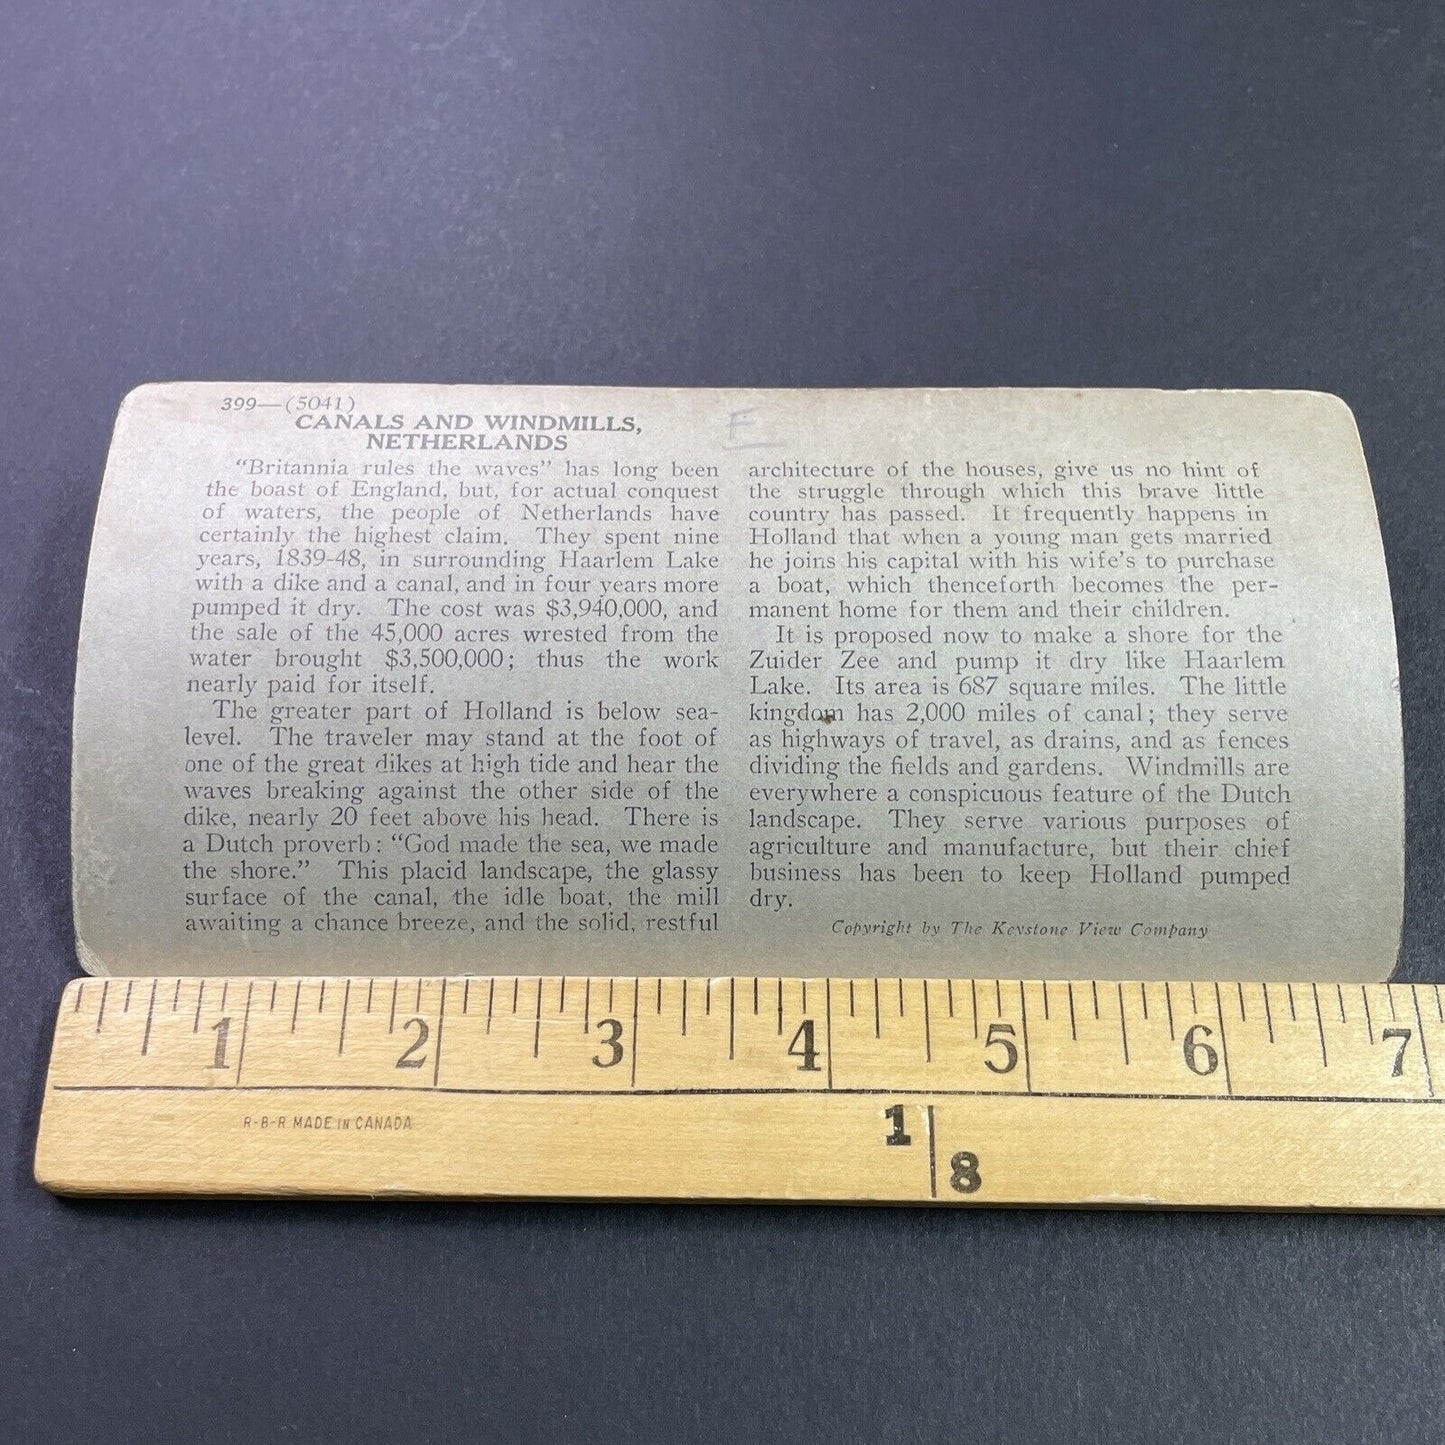 399—(5041)
CANALS AND WINDMILLS,
NETHERLANDS
"Britannia rules the waves" has long been
the boast of England, but, for actual conquest
of waters, the people of Netherlands have
certainly the highest claim. They spent nine
years, 1839-48, in surrounding Haarlem Lake
with a dike and a canal, and in four years more
pumped it dry. The cost was $3,940,000, and
the sale of the 45,000 acres wrested from the
water brought $3,500,000; thus the work
nearly paid for itself.
The greater part of Holland is below sea-
level. The traveler may stand at the foot of
one of the great dikes at high tide and hear the
waves breaking against the other side of the
dike, nearly 20 feet above his head. There is
a Dutch proverb: "God made the sea, we made
the shore." This placid landscape, the glassy
surface of the canal, the idle boat, the mill
awaiting a chance breeze, and the solid, restful
E
architecture of the houses, give us no hint of
the struggle through which this brave little
country has passed. It frequently happens in
Holland that when a young man gets married
he joins his capital with his wife's to purchase
a boat, which thenceforth becomes the per-
manent home for them and their children.
It is proposed now to make a shore for the
Zuider Zee and pump it dry like Haarlem
Lake. Its area is 687 square miles. The little
kingdom has 2,000 miles of canal; they serve
as highways of travel, as drains, and as fences
dividing the fields and gardens. Windmills are
everywhere a conspicuous feature of the Dutch
landscape. They serve various purposes of
agriculture and manufacture, but their chief
business has been to keep Holland pumped
dry.
Copyright by The Keystone View Company
1 2 3 4 5 6 7
R-B-R MADE IN CANADA
1
8